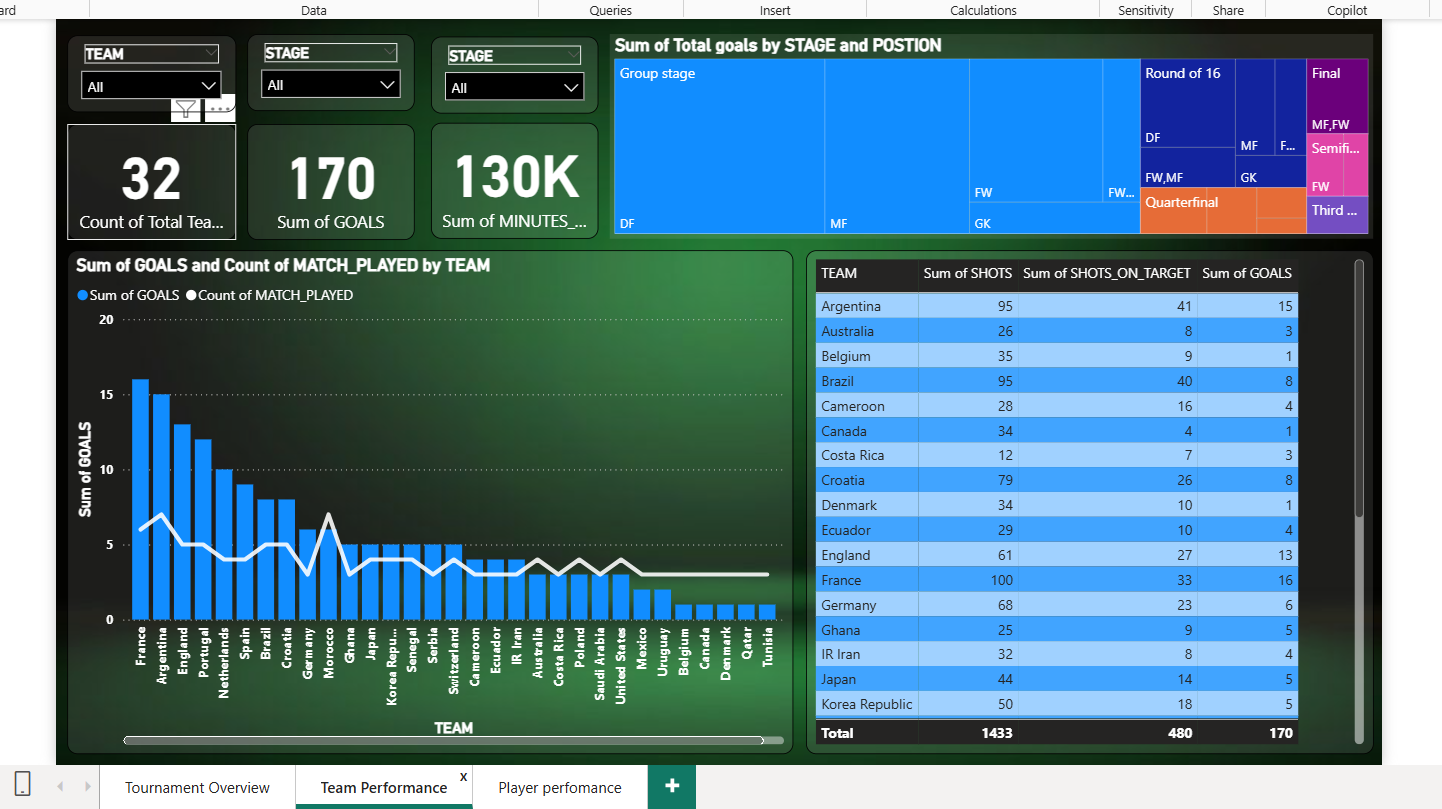 ard Data Queries Insert Calculations Sensitivity Share Copilot
TEAM
All
STAGE
All
STAGE
All
32
Count of Total Tea...
170
Sum of GOALS
130K
Sum of MINUTES_...
Sum of Total goals by STAGE and POSTION
Group stage
DF
MF
FW
FW...
GK
Round of 16
DF
MF
F...
FW,MF
GK
Quarterfinal
Final
MF,FW
Semifi...
FW
Third ...
Sum of GOALS and Count of MATCH_PLAYED by TEAM
Sum of GOALS Count of MATCH_PLAYED
20
15
10
5
0
Sum of GOALS
France
Argentina
England
Portugal
Netherlands
Spain
Brazil
Croatia
Germany
Morocco
Ghana
Japan
Korea Repu...
Senegal
Serbia
Switzerland
Cameron
Ecuador
IR Iran
Australia
Costa Rica
Poland
Saudi Arabia
United States
Mexico
Uruguay
Belgium
Canada
Denmark
Qatar
Tunisia
TEAM
TEAM Sum of SHOTS Sum of SHOTS_ON_TARGET Sum of GOALS
Argentina 95 41 15
Australia 26 8 3
Belgium 35 9 1
Brazil 95 40 8
Cameroon 28 16 4
Canada 34 4 1
Costa Rica 12 7 3
Croatia 79 26 8
Denmark 34 10 1
Ecuador 29 10 4
England 61 27 13
France 100 33 16
Germany 68 23 6
Ghana 25 9 5
IR Iran 32 8 4
Japan 44 14 5
Korea Republic 50 18 5
Total 1433 480 170
Tournament Overview Team Performance x Player perfomance +